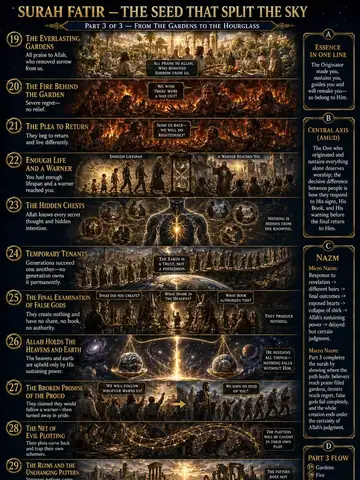 SURAH FATIR — THE SEED THAT SPLIT THE SKY
PART 3 OF 3 — FROM THE GARDENS TO THE HOURGLASS
19
THE EVERLASTING
GARDENS
All praise to Allah,
who removed sorrow
from us.
ALL PRAISE TO ALLAH,
WHO REMOVED
SORROW FROM US.
20
THE FIRE BEHIND
THE GARDEN
Severe regret—
no relief.
WE WISH
THERE WERE
A WAY OUT!
21
THE PLEA TO RETURN
They beg to return
and live differently.
SEND US BACK—
WE WILL DO
RIGHTEOUSLY!
22
ENOUGH LIFE
AND A WARNER
You had enough
lifespan and a warner
reached you.
ENOUGH LIFESPAN
A WARNER REACHED YOU
23
THE HIDDEN CHESTS
Allah knows every secret
thought and hidden
intention.
NOTHING IS
HIDDEN FROM
THE KNOWING.
24
TEMPORARY TENANTS
Generations succeed
one another—no
generation owns it
permanently.
THE EARTH IS
A TRUST, NOT
A POSSESSION.
25
THE FINAL EXAMINATION
OF FALSE GODS
They create nothing and
have no share, no book,
no authority.
WHAT DID YOU CREATE?
WHAT SHARE IN
THE HEAVENS?
WHAT BOOK
AUTHORIZES THIS?
THEY PRODUCE
NOTHING.
26
ALLAH HOLDS THE
HEAVENS AND EARTH
The heavens and earth
are upheld only by His
sustaining power.
HE SUSTAINS
ALL THINGS—
NOTHING FALLS
WITHOUT HIM.
27
THE BROKEN PROMISE
OF THE PROUD
They claimed they would
follow a warner—then
turned away in pride.
WE WILL FOLLOW
WHOEVER WARNS US.
WE HAVE NO NEED
OF YOU!
28
THE NET OF
EVIL PLOTTING
Their plots curve back
and trap their own
schemers.
THE PLOTTERS
WILL BE CAUGHT
IN THEIR OWN
PLOT.
29
THE RUINS AND THE
UNCHANGING PATTERN
THE PATTERN
DOES NOT
A
ESSENCE
IN ONE LINE
The Originator
made you,
sustains you,
guides you and
will remake you—
so belong to Him.
B
CENTRAL AXIS
(AMUD)
The One who
originated and
sustains everything
alone deserves
worship; the
decisive difference
between people is
how they respond to
His signs, His Book,
and His warning
before the final
return to Him.
C
NAZM
MICRO NAZM:
Response to
revelation →
different heirs →
final outcomes →
exposed hearts →
collapse of shirk →
Allah's sustaining
power → delayed
but certain judgment.
MACRO NAZM:
Part 3 completes
the surah by
showing where the
path leads: believers
reach praise-filled
gardens, deniers
reach regret, false
gods fail completely,
and the whole
creation ends under
the certainty of
Allah's judgment.
D
PART 3 FLOW
19 Gardens
20 Fire